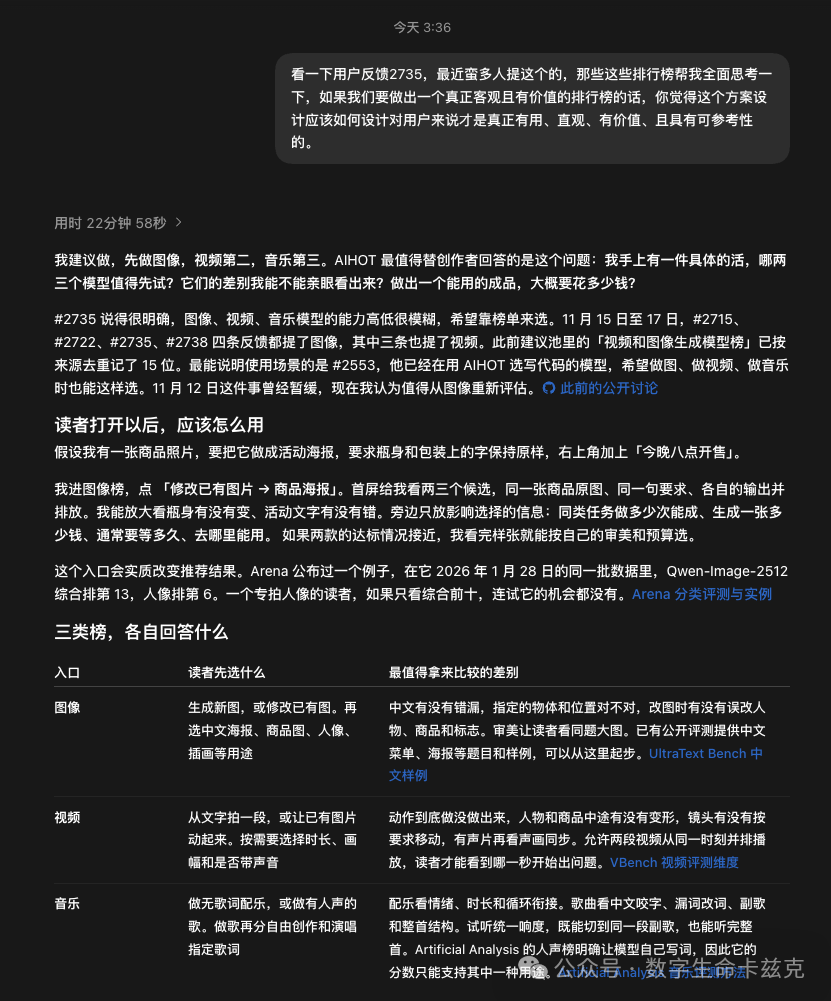 今天 3:36
看一下用户反馈2735，最近蛮多人提这个的，那些这些排行榜帮我全面思考一
下，如果我们要做出一个真正客观且有价值的排行榜的话，你觉得这个方案设
计应该如何设计对用户来说才是真正有用、直观、有价值、且具有可参考性
的。
用时 22分钟 58秒
我建议做，先做图像，视频第二，音乐第三。AIHOT 最值得替创作者回答的是这个问题：我手上有一件具体的活，哪两
三个模型值得先试？它们的差别我能不能亲眼看出来？做出一个能用的成品，大概要花多少钱？
#2735 说得很明确，图像、视频、音乐模型的能力高低很模糊，希望靠榜单来选。11 月 15 日至 17 日，#2715、
#2722、#2735、#2738 四条反馈都提了图像，其中三条也提了视频。此前建议池里的「视频和图像生成模型榜」已按
来源去重记了 15 位。最能说明使用场景的是 #2553，他已经在用 AIHOT 选写代码的模型，希望做图、做视频、做音乐
时也能这样选。11 月 12 日这件事曾经暂缓，现在我认为值得从图像重新评估。 此前的公开讨论
读者打开以后，应该怎么用
假设我有一张商品照片，要把它做成活动海报，要求瓶身和包装上的字保持原样，右上角加上「今晚八点开售」。
我进图像榜，点 「修改已有图片 → 商品海报」。首屏给我看两三个候选，同一张商品原图、同一句要求、各自的输出并
排放。我能放大看瓶身有没有变、活动文字有没有错。旁边只放影响选择的信息：同类任务做多少次能成、生成一张多
少钱、通常要等多久、去哪里能用。 如果两款的达标情况接近，我看完样张就能按自己的审美和预算选。
这个入口会实质改变推荐结果。Arena 公布过一个例子，在它 2026 年 1 月 28 日的同一批数据里，Qwen-Image-2512
综合排第 13，人像排第 6。一个专拍人像的读者，如果只看综合前十，连试它的机会都没有。Arena 分类评测与实例
三类榜，各自回答什么
入口 读者先选什么 最值得拿来比较的差别
图像 生成新图，或修改已有图。再 中文有没有错漏，指定的物体和位置对不对，改图时有没有误改人
选中文海报、商品图、人像、 物、商品和标志。审美让读者看同题大图。已有公开评测提供中文
插画等用途 菜单、海报等题目和样例，可以从这里起步。UltraText Bench 中
文样例
视频 从文字拍一段，或让已有图片 动作到底做没做出来，人物和商品中途有没有变形，镜头有没有按
动起来。按需要选择时长、画 要求移动，有声片再看声画同步。允许两段视频从同一时刻并排播
幅和是否带声音 放，读者才能看到哪一秒开始出问题。VBench 视频评测维度
音乐 做无歌词配乐，或做有人声的 配乐看情绪、时长和循环衔接。歌曲看中文咬字、漏词改词、副歌
歌。做歌再分自由创作和演唱 和整首结构。试听统一响度，既能切到同一段副歌，也能听完整
指定歌词 首。Artificial Analysis 的人声榜明确让模型自己写词，因此它的
分数只能支持其中一种用途。Artificial Analysis
公众号 · 数字生命卡兹克